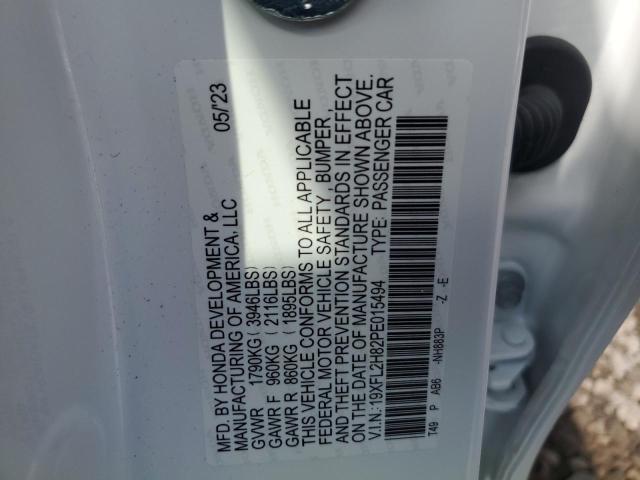 MFD. BY HONDA DEVELOPMENT & 05/'23
MANUFACTURING OF AMERICA, LLC
GVWR 1790KG (3946LBS)
GAWR F 960KG (2116LBS)
GAWR R 860KG (1895LBS)
THIS VEHICLE CONFORMS TO ALL APPLICABLE
FEDERAL MOTOR VEHICLE SAFETY, BUMPER,
AND THEFT PREVENTION STANDARDS IN EFFECT
ON THE DATE OF MANUFACTURE SHOWN ABOVE.
V.I.N: 19XFL2H82PE015494 TYPE: PASSENGER CAR
T49 P AB6 -NH883P -Z -E